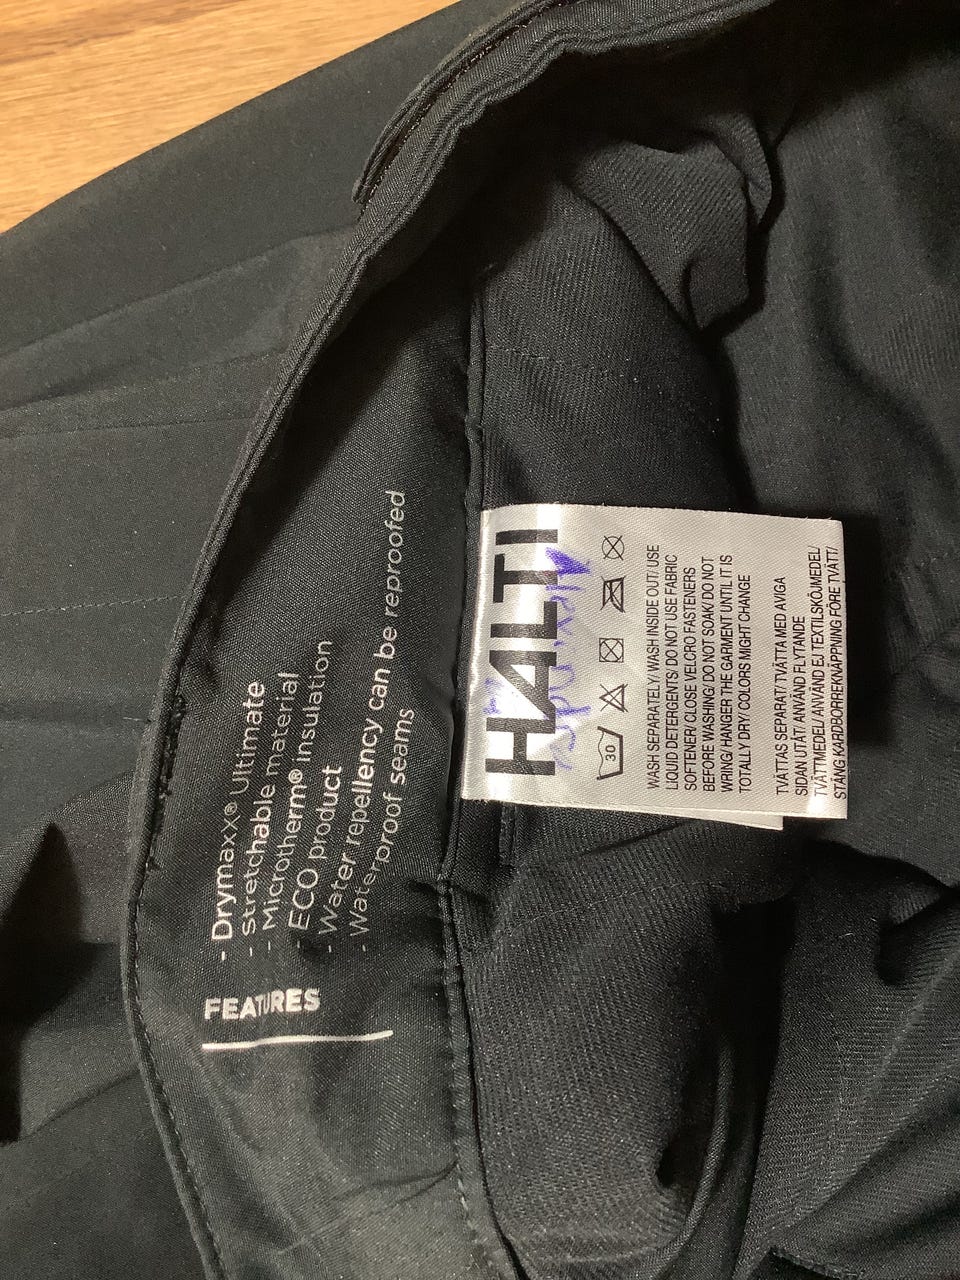 FEATURES
- Drymaxx® Ultimate
- Stretchable material
- Microtherm® insulation
- ECO product
- Water repellency can be reproofed
- Waterproof seams
HALTI
30
WASH SEPARATELY/ WASH INSIDE OUT/ USE
LIQUID DETERGENTS/ DO NOT USE FABRIC
SOFTENER/ CLOSE VELCRO FASTENERS
BEFORE WASHING/ DO NOT SOAK/ DO NOT
WRING/ HANGER THE GARMENT UNTIL IT IS
TOTALLY DRY/ COLORS MIGHT CHANGE
TVÄTTAS SEPARAT/ TVÄTTA MED AVIGA
SIDAN UTÅT/ ANVÄND FLYTANDE
TVÄTTMEDEL/ ANVÄND EJ TEXTILSKÖJMEDEL/
STÄNG KARDBORREKNÄPPNING FÖRE TVÄTT/